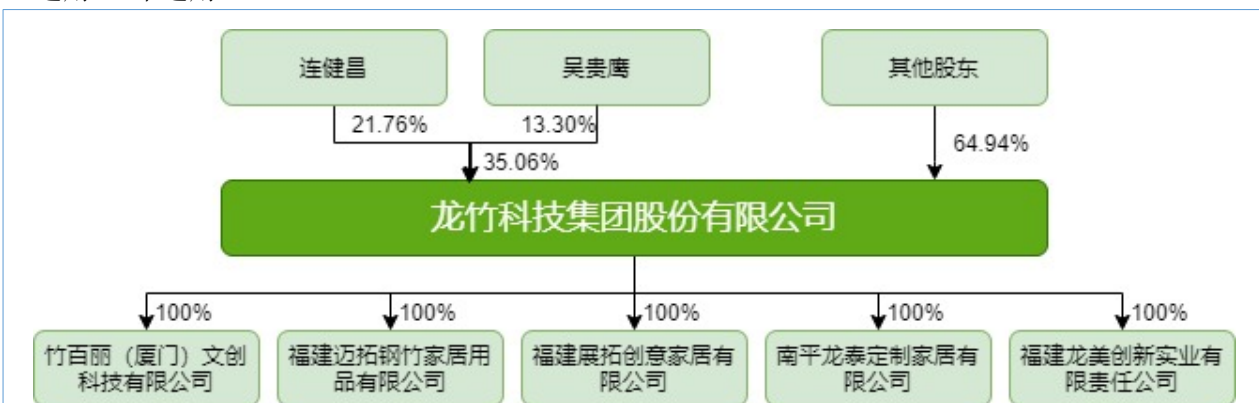 连健昌
吴贵鹰
其他股东
21.76%
13.30%
35.06%
64.94%
龙竹科技集团股份有限公司
100%
100%
100%
100%
100%
竹百丽（厦门）文创
科技有限公司
福建迈拓钢竹家居用
品有限公司
福建展拓创意家居有
限公司
南平龙泰定制家居有
限公司
福建龙美创新实业有
限责任公司